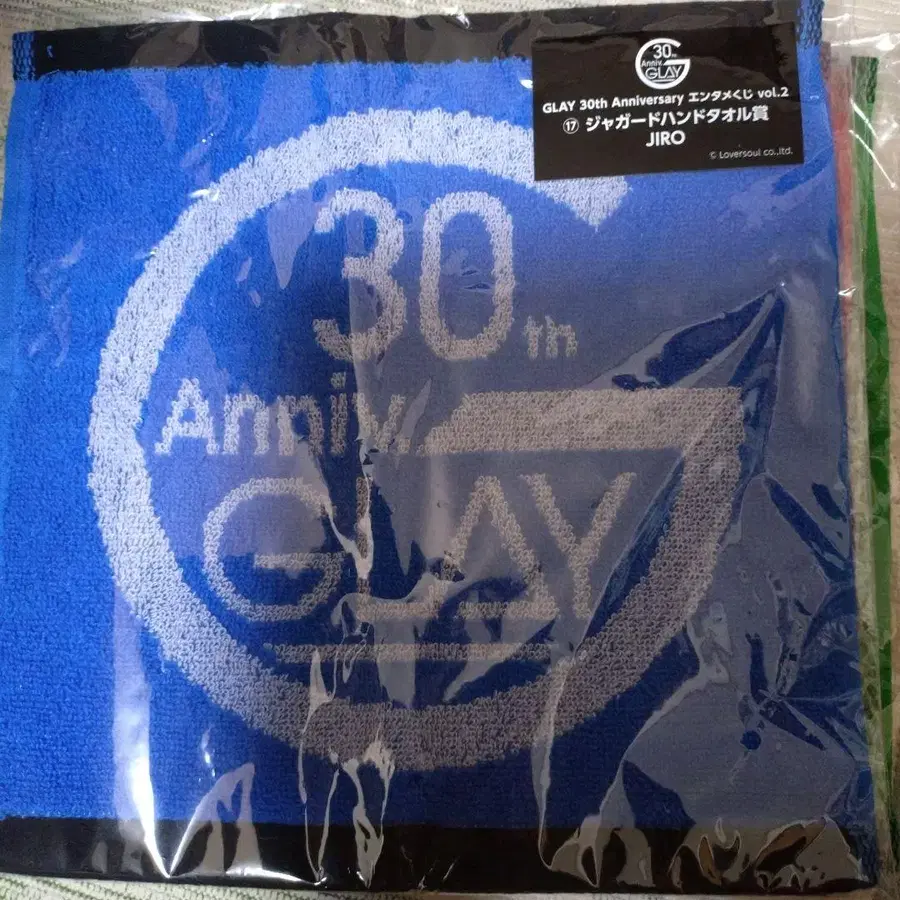 30th
Anniv.
GLAY
GLAY 30th Anniversary エンタメくじ vol.2
⑰ ジャガードハンドタオル賞
JIRO
© Loversoul co.,ltd.
30th
Anniv.
GLAY